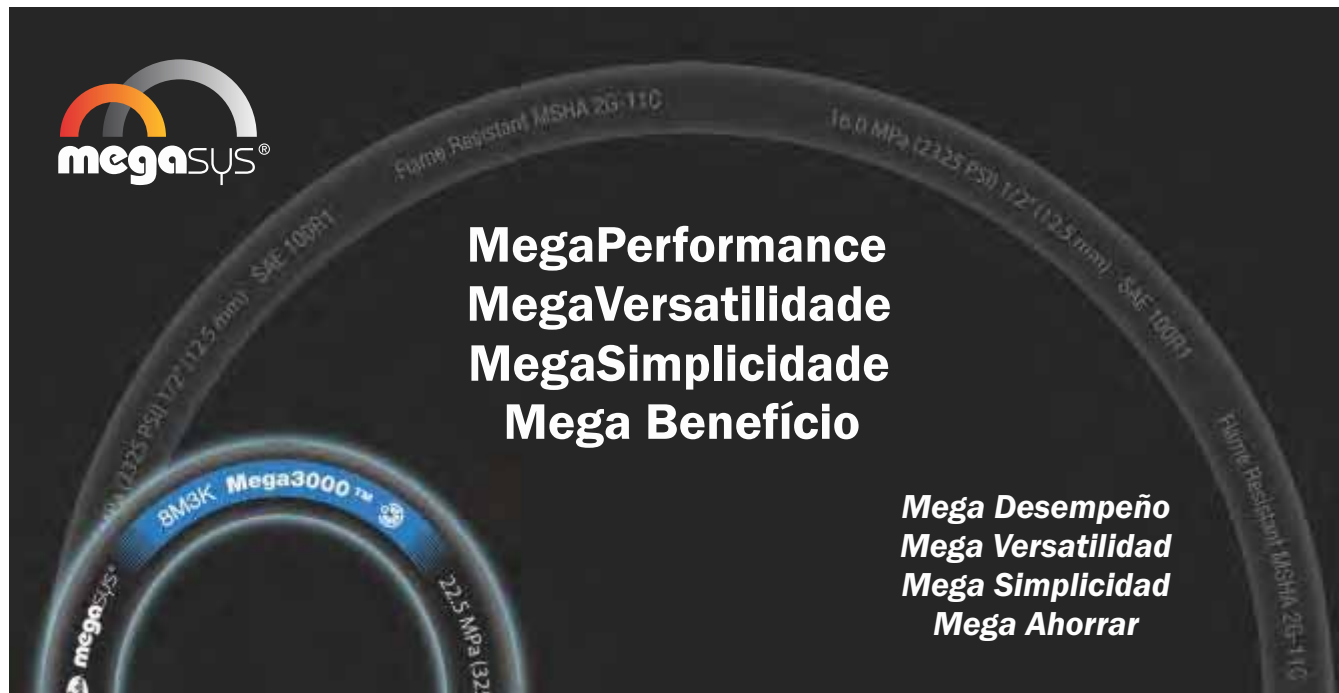 megasys®
Flame Resistant MSHA 2G-11C
16.0 MPa (2325 PSI) 1/2" (12.5 mm) SAE 100R1
Flame Resistant MSHA 2G-11C
(2325 PSI) 1/2" (12.5 mm) SAE 100R1
MegaPerformance
MegaVersatilidade
MegaSimplicidade
Mega Benefício
Mega Desempeño
Mega Versatilidad
Mega Simplicidad
Mega Ahorrar
megasys®
8M3K Mega3000™
22,5 MPa